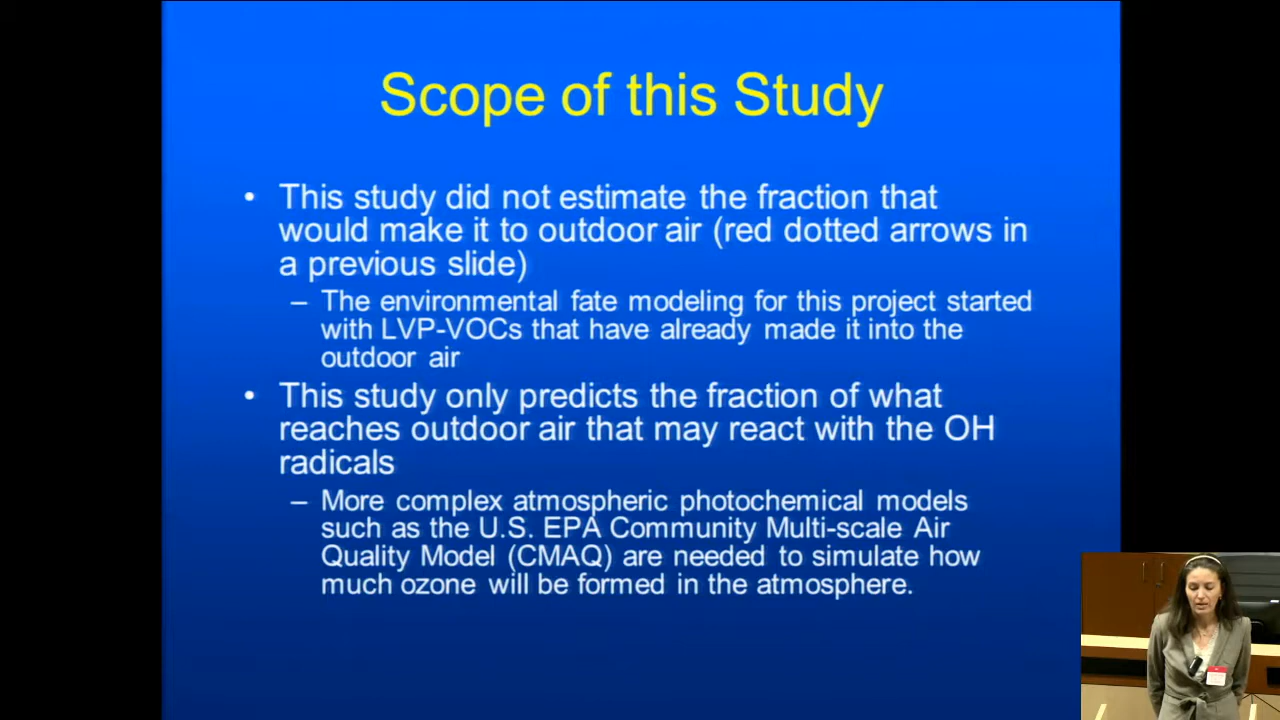 Scope of this Study
• This study did not estimate the fraction that
would make it to outdoor air (red dotted arrows in
a previous slide)
– The environmental fate modeling for this project started
with LVP-VOCs that have already made it into the
outdoor air
• This study only predicts the fraction of what
reaches outdoor air that may react with the OH
radicals
– More complex atmospheric photochemical models
such as the U.S. EPA Community Multi-scale Air
Quality Model (CMAQ) are needed to simulate how
much ozone will be formed in the atmosphere.